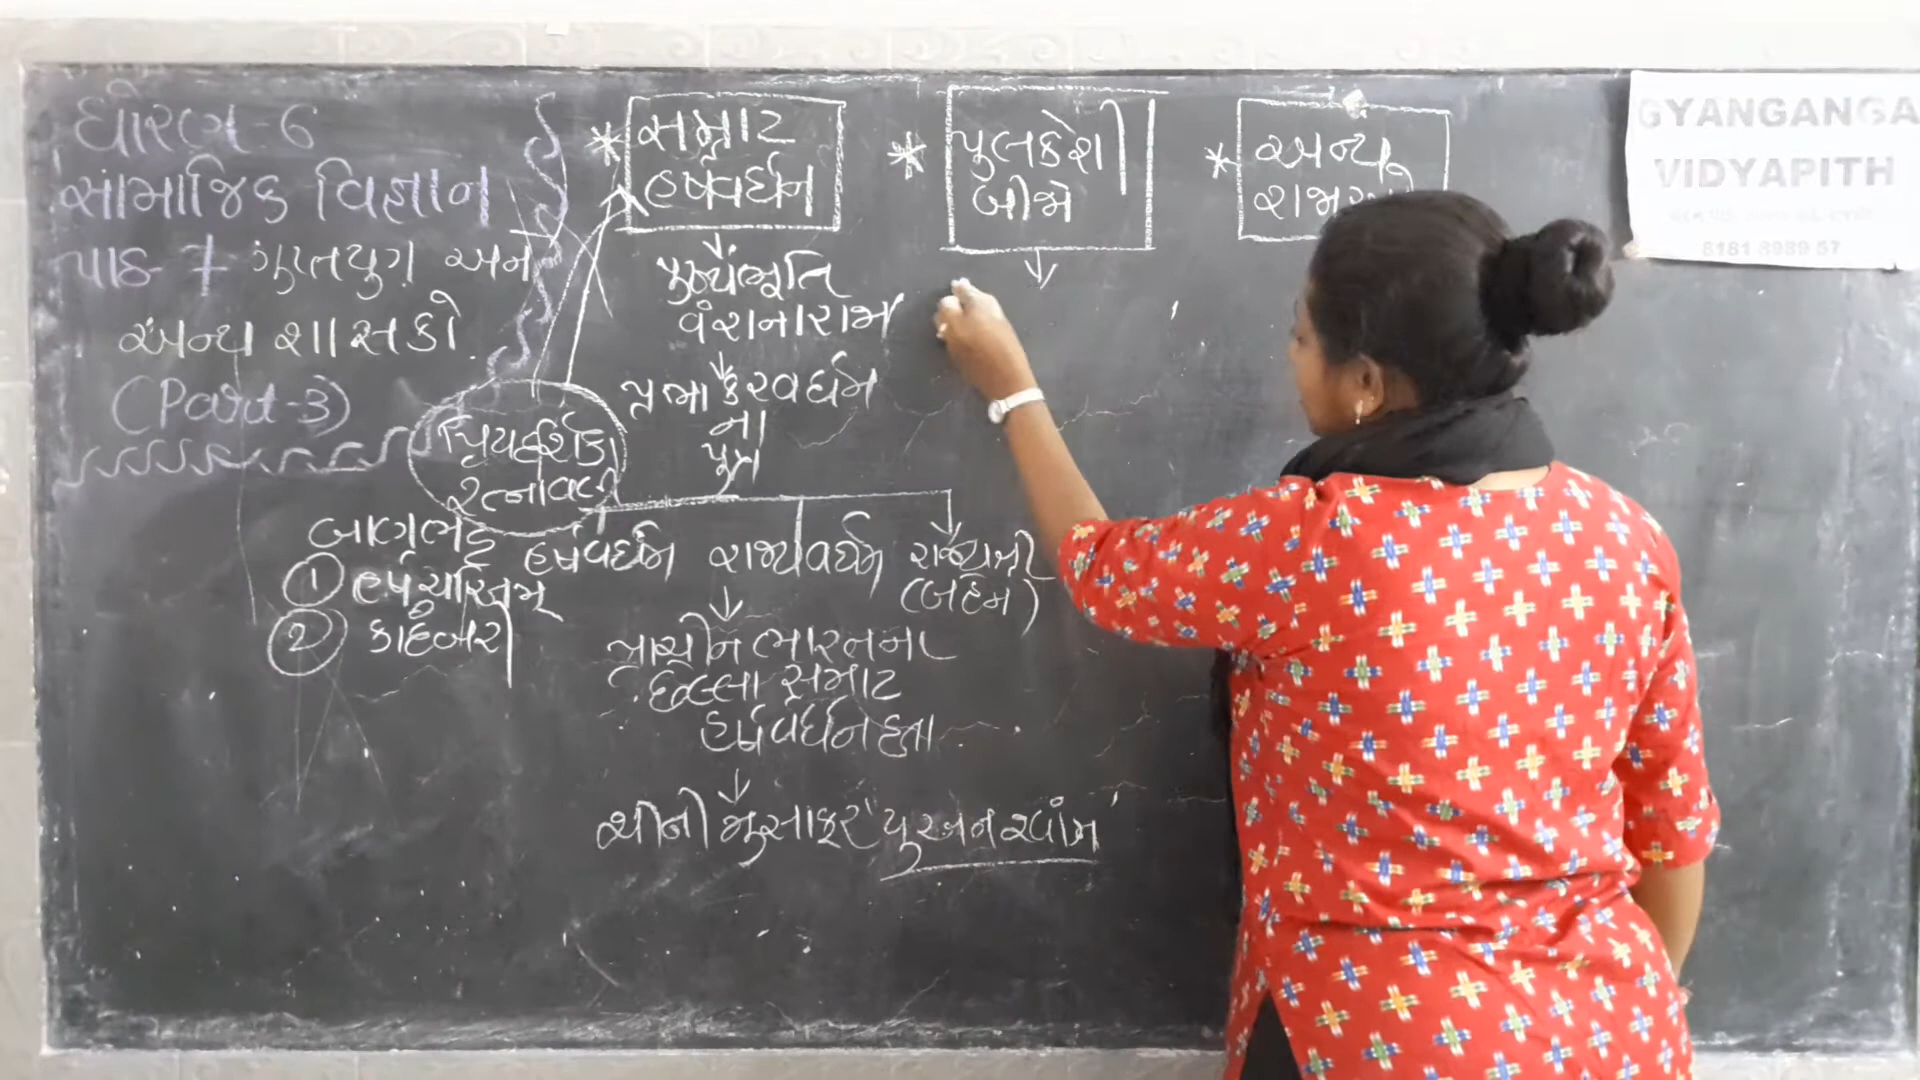 ધોરણ-6
સામાજિક વિજ્ઞાન
પાઠ-7 ગુપ્તયુગ અને
અન્ય શાસકો
(Part-3)
* સમ્રાટ
હર્ષવર્ધન
પુષ્યભૂતિ
વંશના રાજા
પ્રભાકરવર્ધન
ના
પુત્ર
હર્ષવર્ધન રાજ્યવર્ધન રાજ્યશ્રી
(બહેન)
પ્રાચીન ભારતના
છેલ્લા સમ્રાટ
હર્ષવર્ધન હતા.
ચીની મુસાફર
પ્રિયદર્શિકા
રત્નાવલી
બાણભટ્ટ
① હર્ષચરિતમ્
② કાદંબરી
* પુલકેશી
બીજો
* અન્ય
GYANGANGA
VIDYAPITH